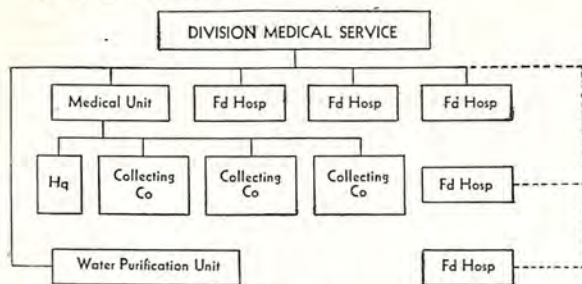 DIVISION MEDICAL SERVICE
Medical Unit
Fd Hosp
Fd Hosp
Fd Hosp
Hq
Collecting
Co
Collecting
Co
Collecting
Co
Fd Hosp
Water Purification Unit
Fd Hosp